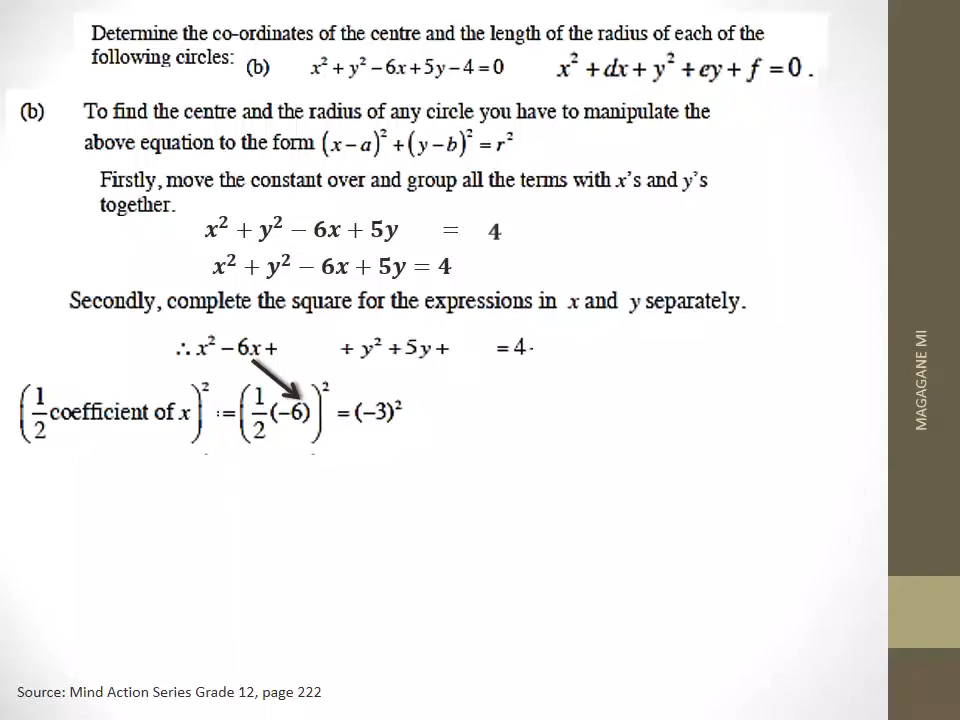 Determine the co-ordinates of the centre and the length of the radius of each of the
following circles: (b) x² + y² − 6x + 5y − 4 = 0 x² + dx + y² + ey + f = 0 .
(b) To find the centre and the radius of any circle you have to manipulate the
above equation to the form (x − a)² + (y − b)² = r²
Firstly, move the constant over and group all the terms with x's and y's
together.
x² + y² − 6x + 5y = 4
x² + y² − 6x + 5y = 4
Secondly, complete the square for the expressions in x and y separately.
∴ x² − 6x + + y² + 5y + = 4
(1/2 coefficient of x)² = (1/2 (−6))² = (−3)²
MAGAGANE MI
Source: Mind Action Series Grade 12, page 222